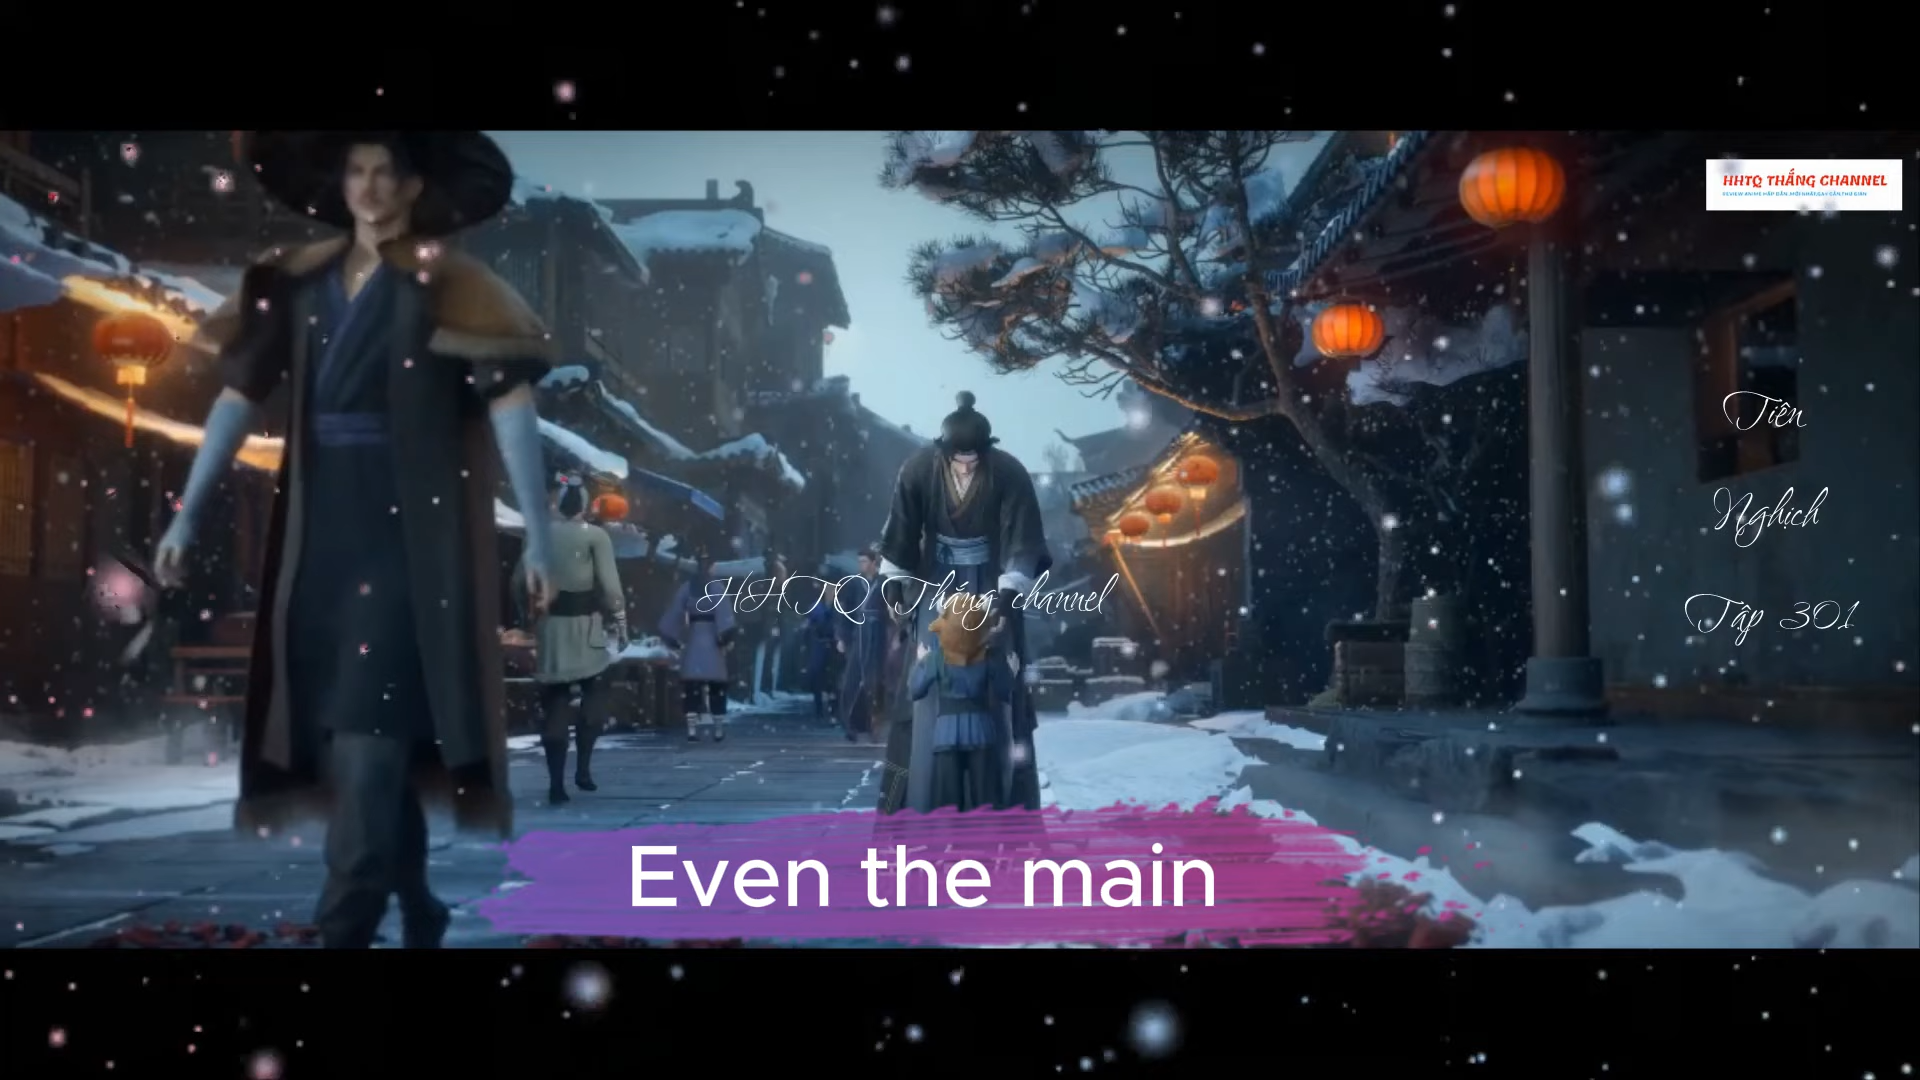 HHTQ THẮNG CHANNEL
Tiên
Nghịch
HHTQ Thắng channel
Tập 301
Even the main